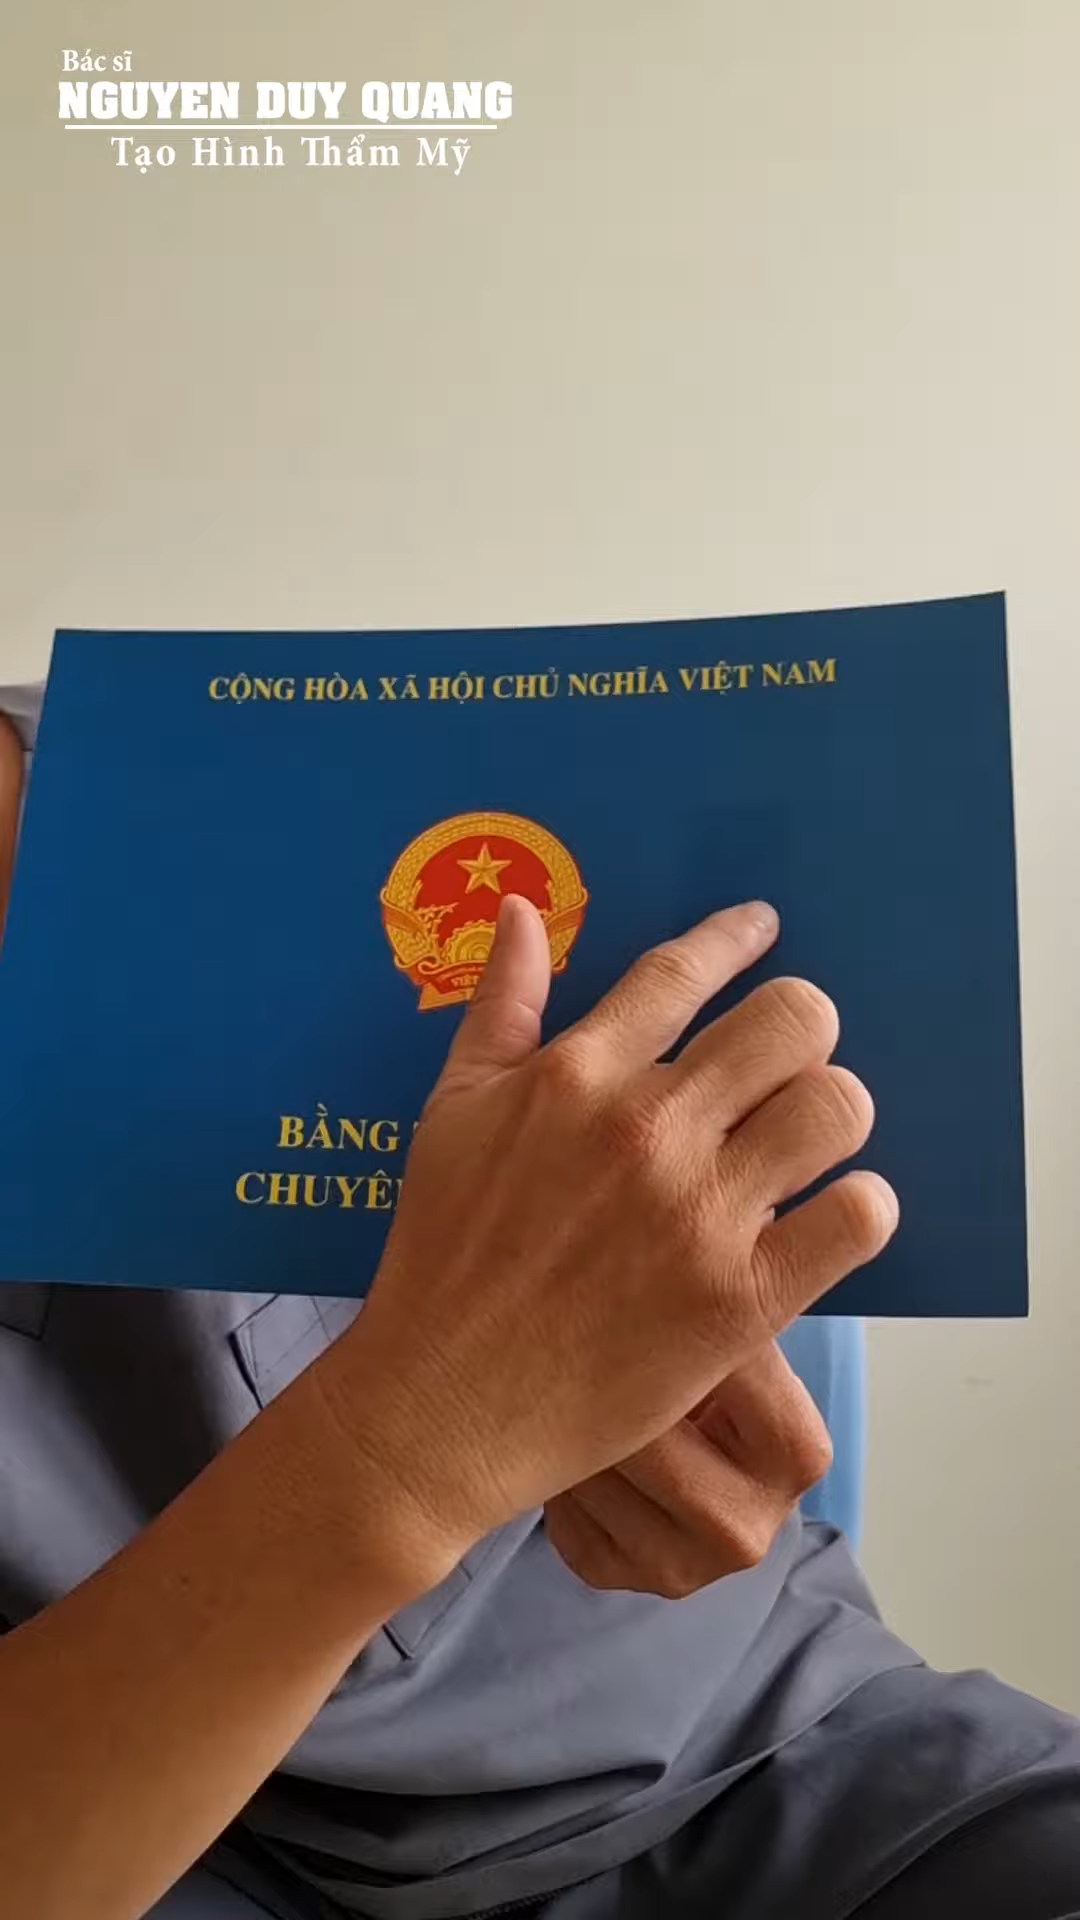 Bác sĩ
NGUYEN DUY QUANG
Tạo Hình Thẩm Mỹ
CỘNG HÒA XÃ HỘI CHỦ NGHĨA VIỆT NAM
BẰNG